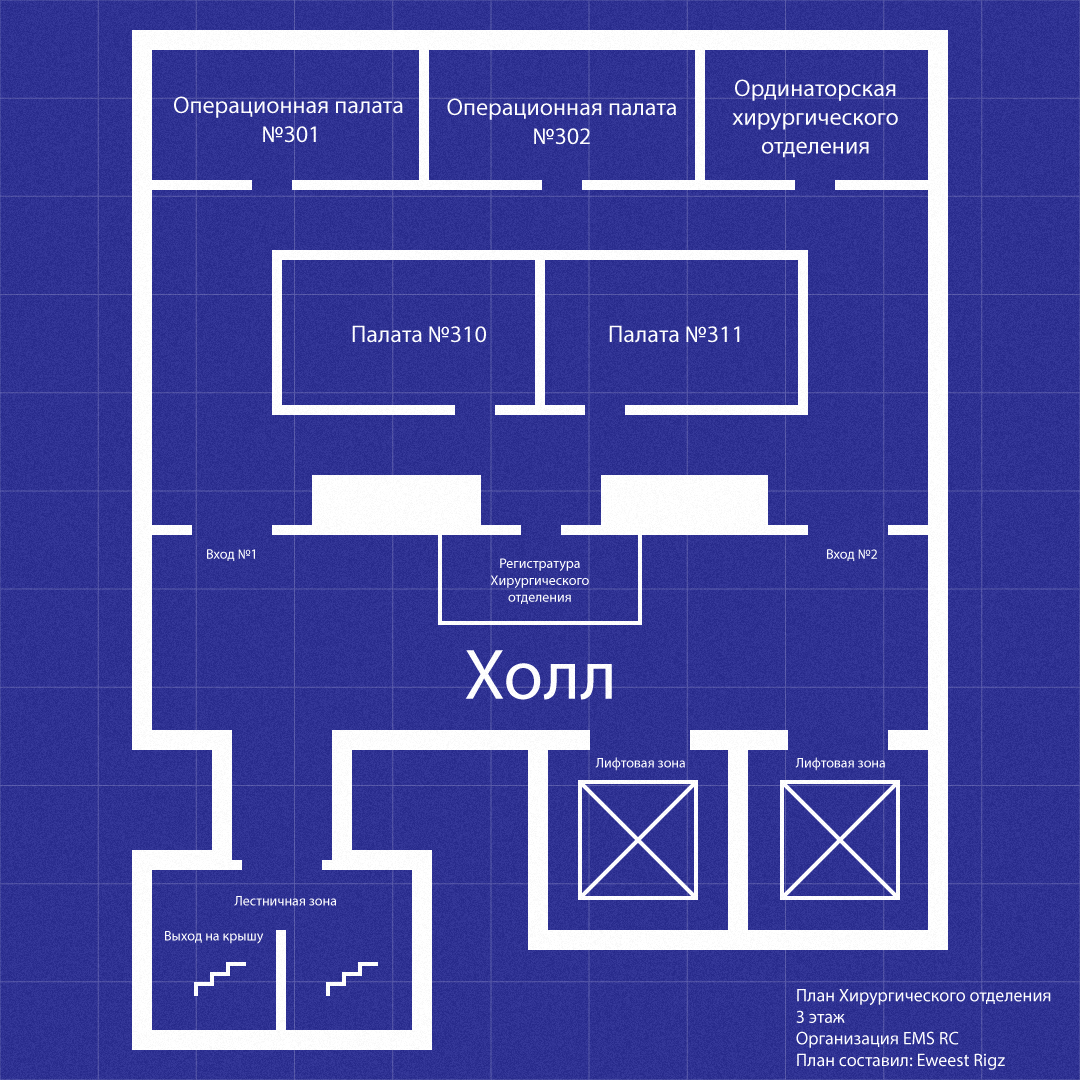 Операционная палата
№301
Операционная палата
№302
Ординаторская
хирургического
отделения
Палата №310
Палата №311
Вход №1
Регистратура
Хирургического
отделения
Вход №2
Холл
Лифтовая зона
Лифтовая зона
Лестничная зона
Выход на крышу
План Хирургического отделения
3 этаж
Организация EMS RC
План составил: Eweest Rigz